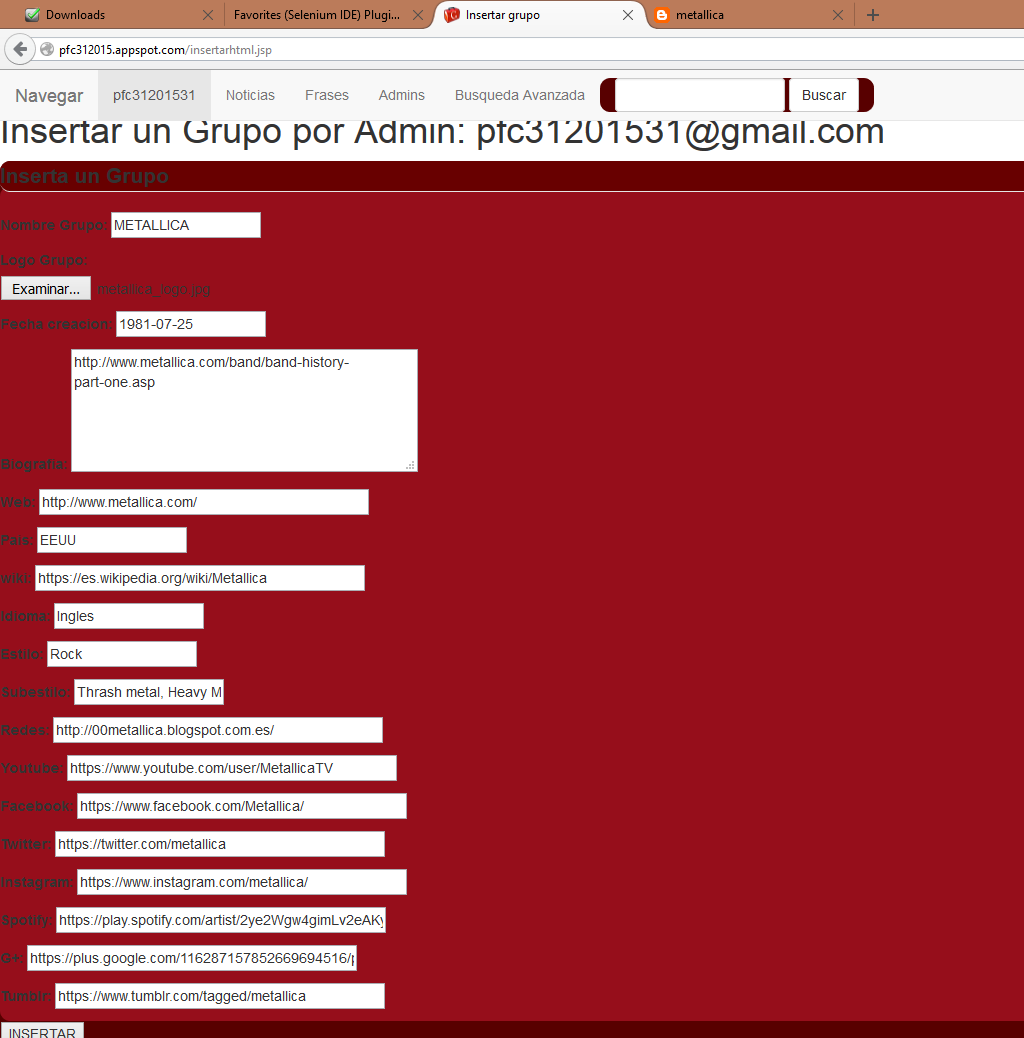 Downloads
Favorites (Selenium IDE) Plugi...
Insertar grupo
metallica
pfc312015.appspot.com/insertarhtml.jsp
Navegar
pfc31201531
Noticias
Frases
Admins
Busqueda Avanzada
Buscar
Insertar un Grupo por Admin: pfc31201531@gmail.com
Inserta un Grupo
Nombre Grupo: METALLICA
Logo Grupo:
Examinar... metallica_logo.jpg
Fecha creacion: 1981-07-25
http://www.metallica.com/band/band-history-
part-one.asp
Biografia:
Web: http://www.metallica.com/
Pais: EEUU
wiki: https://es.wikipedia.org/wiki/Metallica
Idioma: Ingles
Estilo: Rock
Subestilo: Thrash metal, Heavy M
Redes: http://00metallica.blogspot.com.es/
Youtube: https://www.youtube.com/user/MetallicaTV
Facebook: https://www.facebook.com/Metallica/
Twitter: https://twitter.com/metallica
Instagram: https://www.instagram.com/metallica/
Spotify: https://play.spotify.com/artist/2ye2Wgw4gimLv2eAKy
G+: https://plus.google.com/116287157852669694516/p
Tumblr: https://www.tumblr.com/tagged/metallica
INSERTAR